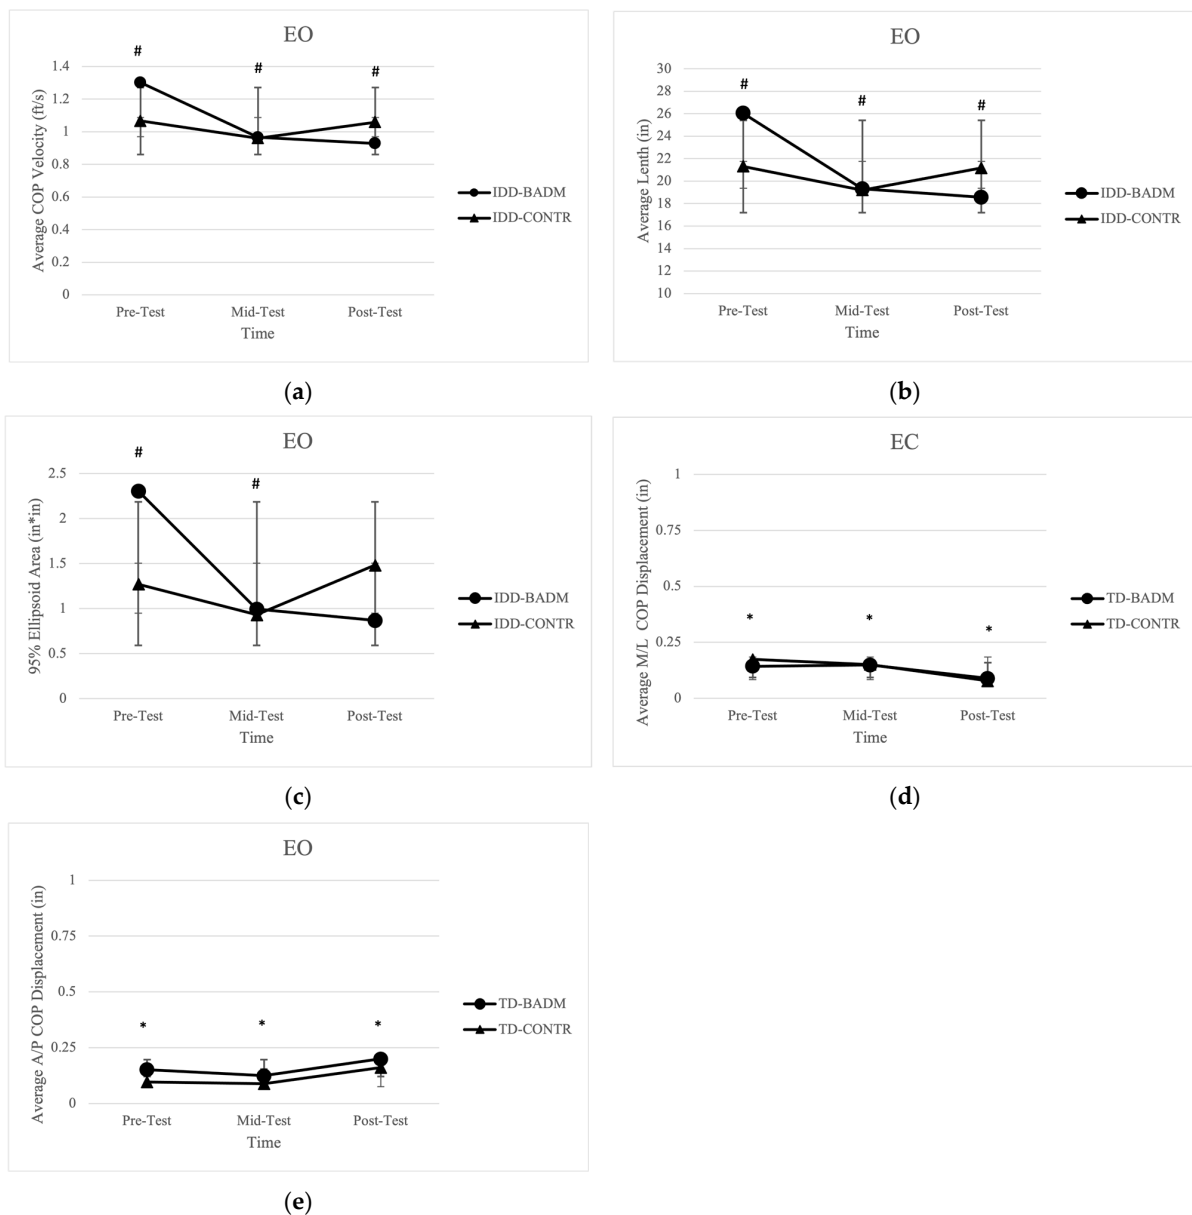 EO
#
#
#
1.4
1.2
1
0.8
0.6
0.4
0.2
0
Average COP Velocity (ft/s)
Pre-Test
Mid-Test
Post-Test
Time
IDD-BADM
IDD-CONTR
(a)
EO
#
#
#
30
28
26
24
22
20
18
16
14
12
10
Average Lenth (in)
Pre-Test
Mid-Test
Post-Test
Time
IDD-BADM
IDD-CONTR
(b)
EO
#
#
2.5
2
1.5
1
0.5
0
95% Ellipsoid Area (in*in)
Pre-Test
Mid-Test
Post-Test
Time
IDD-BADM
IDD-CONTR
(c)
EC
1
0.75
0.5
0.25
0
* * *
Average M/L COP Displacement (in)
Pre-Test
Mid-Test
Post-Test
Time
TD-BADM
TD-CONTR
(d)
EO
1
0.75
0.5
0.25
0
* * *
Average A/P COP Displacement (in)
Pre-Test
Mid-Test
Post-Test
Time
TD-BADM
TD-CONTR
(e)